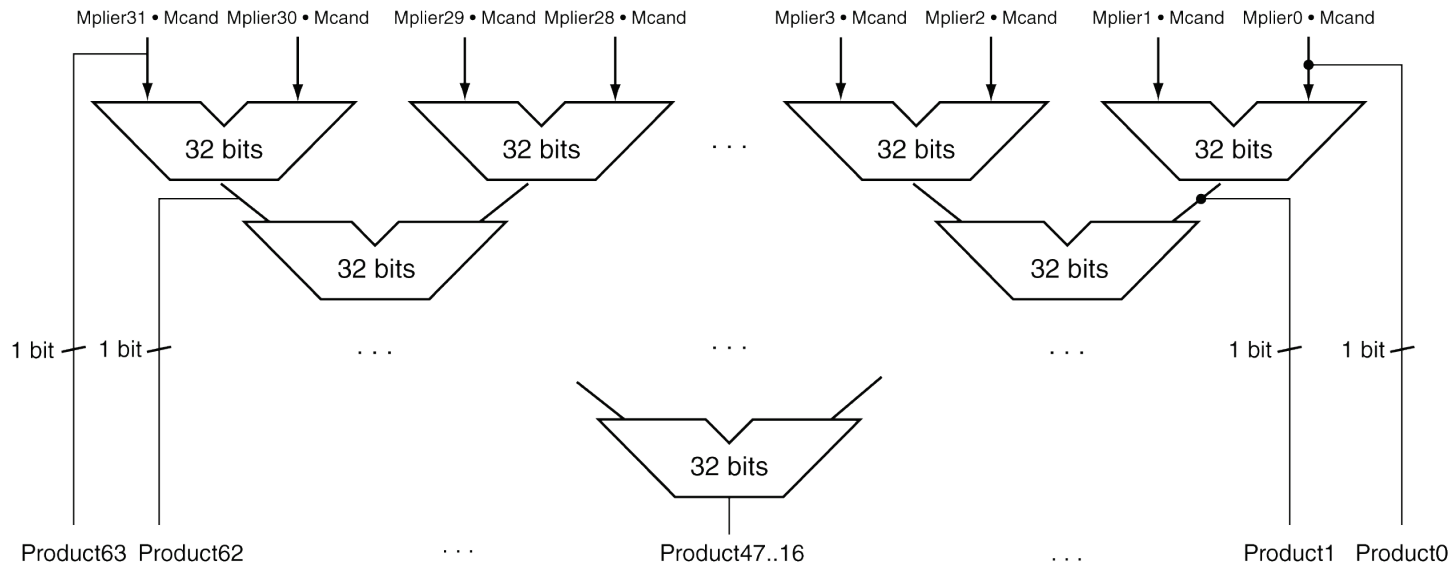 Mplier31 • Mcand Mplier30 • Mcand Mplier29 • Mcand Mplier28 • Mcand Mplier3 • Mcand Mplier2 • Mcand Mplier1 • Mcand Mplier0 • Mcand
32 bits 32 bits . . . 32 bits 32 bits
32 bits 32 bits
1 bit 1 bit . . . . . . . . . 1 bit 1 bit
32 bits
Product63 Product62 . . . Product47..16 . . . Product1 Product0